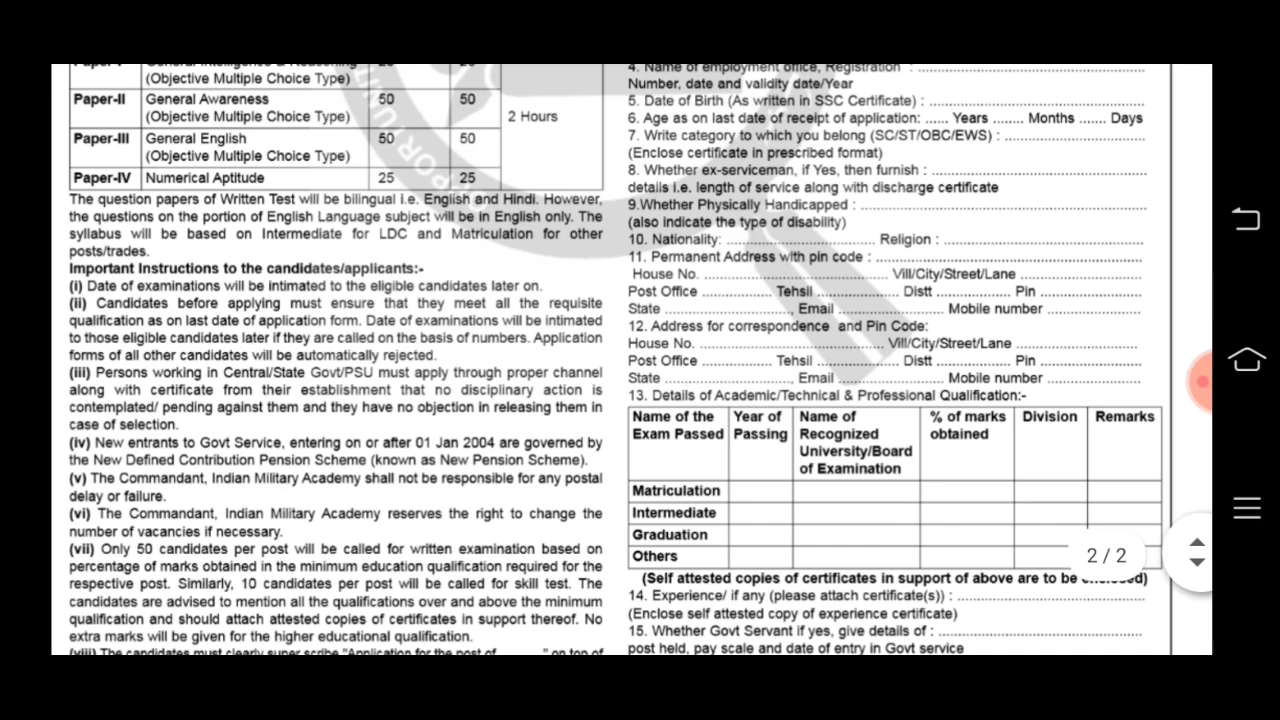 (Objective Multiple Choice Type)
Paper-II General Awareness 50 50
(Objective Multiple Choice Type)
2 Hours
Paper-III General English 50 50
(Objective Multiple Choice Type)
Paper-IV Numerical Aptitude 25 25
The question papers of Written Test will be bilingual i.e. English and Hindi. However,
the questions on the portion of English Language subject will be in English only. The
syllabus will be based on Intermediate for LDC and Matriculation for other
posts/trades.
Important Instructions to the candidates/applicants:-
(i) Date of examinations will be intimated to the eligible candidates later on.
(ii) Candidates before applying must ensure that they meet all the requisite
qualification as on last date of application form. Date of examinations will be intimated
to those eligible candidates later if they are called on the basis of numbers. Application
forms of all other candidates will be automatically rejected.
(iii) Persons working in Central/State Govt/PSU must apply through proper channel
along with certificate from their establishment that no disciplinary action is
contemplated/ pending against them and they have no objection in releasing them in
case of selection.
(iv) New entrants to Govt Service, entering on or after 01 Jan 2004 are governed by
the New Defined Contribution Pension Scheme (known as New Pension Scheme).
(v) The Commandant, Indian Military Academy shall not be responsible for any postal
delay or failure.
(vi) The Commandant, Indian Military Academy reserves the right to change the
number of vacancies if necessary.
(vii) Only 50 candidates per post will be called for written examination based on
percentage of marks obtained in the minimum education qualification required for the
respective post. Similarly, 10 candidates per post will be called for skill test. The
candidates are advised to mention all the qualifications over and above the minimum
qualification and should attach attested copies of certificates in support thereof. No
extra marks will be given for the higher educational qualification.
(viii) The candidates must clearly super scribe "Application for the post of ______" on top of
4. Name of employment office, Registration : ..........
Number, date and validity date/Year
5. Date of Birth (As written in SSC Certificate) : ..........
6. Age as on last date of receipt of application: ...... Years ....... Months ....... Days
7. Write category to which you belong (SC/ST/OBC/EWS) : ..........
(Enclose certificate in prescribed format)
8. Whether ex-serviceman, if Yes, then furnish : ..........
details i.e. length of service along with discharge certificate
9.Whether Physically Handicapped : ..........
(also indicate the type of disability)
10. Nationality: .......... Religion : ..........
11. Permanent Address with pin code : ..........
House No. .......... Vill/City/Street/Lane ..........
Post Office .......... Tehsil .......... Distt .......... Pin ..........
State .......... Email .......... Mobile number ..........
12. Address for correspondence and Pin Code:
House No. .......... Vill/City/Street/Lane ..........
Post Office .......... Tehsil .......... Distt .......... Pin ..........
State .........., Email .......... Mobile number ..........
13. Details of Academic/Technical & Professional Qualification:-
Name of the Year of Name of % of marks Division Remarks
Exam Passed Passing Recognized obtained
University/Board
of Examination
Matriculation
Intermediate
Graduation
Others
2 / 2
(Self attested copies of certificates in support of above are to be
14. Experience/ if any (please attach certificate(s)) : ..........
(Enclose self attested copy of experience certificate)
15. Whether Govt Servant if yes, give details of : ..........
post held, pay scale and date of entry in Govt service